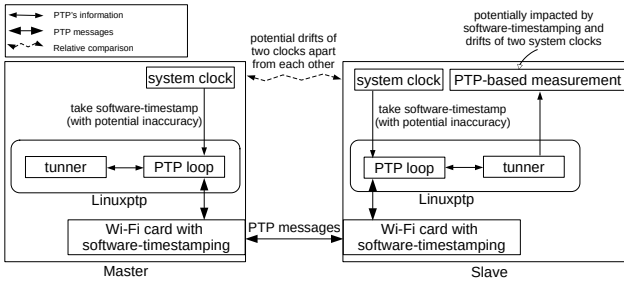 PTP's information
PTP messages
Relative comparison
potential drifts of
two clocks apart
from each other
potentially impacted by
software-timestamping and
drifts of two system clocks
system clock
take software-timestamp
(with potential inaccuracy)
tunner
PTP loop
Linuxptp
Wi-Fi card with
software-timestamping
Master
PTP messages
system clock
PTP-based measurement
take software-timestamp
(with potential inaccuracy)
PTP loop
tunner
Linuxptp
Wi-Fi card with
software-timestamping
Slave